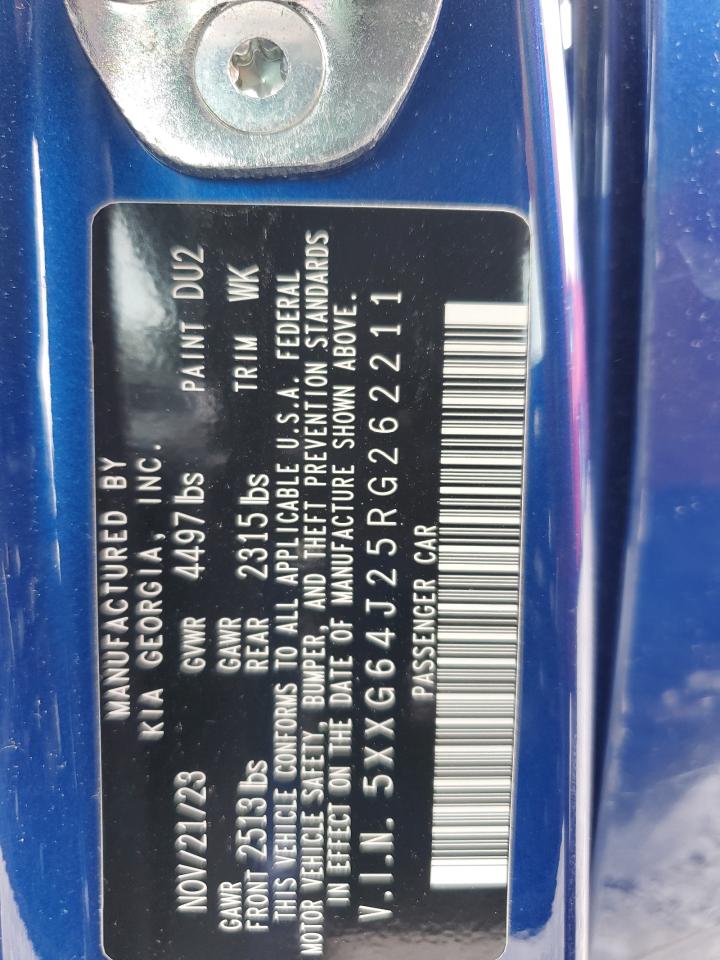 MANUFACTURED BY
KIA GEORGIA, INC.
NOV/21/23 GVWR 4497 lbs PAINT DU2
GAWR GAWR
FRONT 2513 lbs REAR 2315 lbs TRIM WK
THIS VEHICLE CONFORMS TO ALL APPLICABLE U.S.A. FEDERAL
MOTOR VEHICLE SAFETY, BUMPER, AND THEFT PREVENTION STANDARDS
IN EFFECT ON THE DATE OF MANUFACTURE SHOWN ABOVE.
V.I.N. 5XXG64J25RG262211
PASSENGER CAR